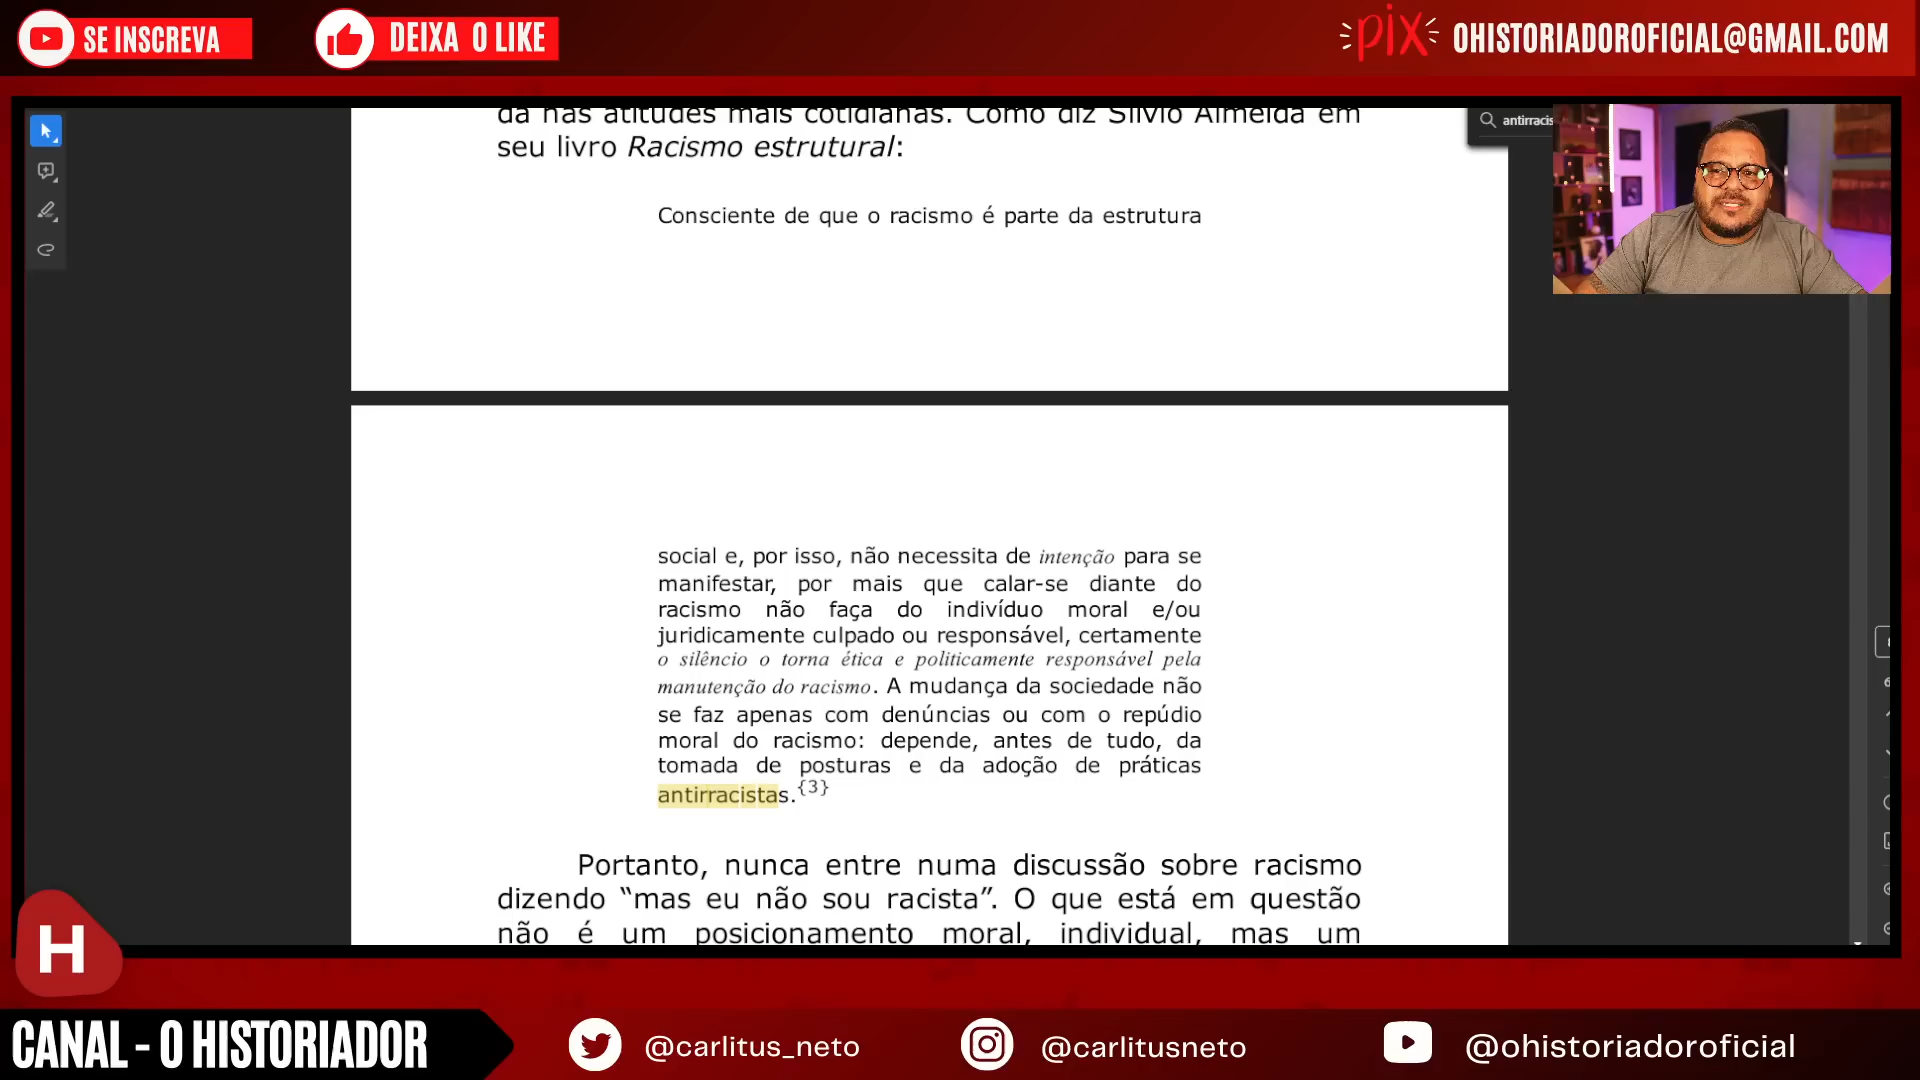 SE INSCREVA
DEIXA O LIKE
pix
OHISTORIADOROFICIAL@GMAIL.COM
da nas atitudes mais cotidianas. Como diz Silvio Almeida em
seu livro Racismo estrutural:
antirracis
Consciente de que o racismo é parte da estrutura
social e, por isso, não necessita de intenção para se
manifestar, por mais que calar-se diante do
racismo não faça do indivíduo moral e/ou
juridicamente culpado ou responsável, certamente
o silêncio o torna ética e politicamente responsável pela
manutenção do racismo. A mudança da sociedade não
se faz apenas com denúncias ou com o repúdio
moral do racismo: depende, antes de tudo, da
tomada de posturas e da adoção de práticas
antirracistas.{3}
Portanto, nunca entre numa discussão sobre racismo
dizendo “mas eu não sou racista”. O que está em questão
não é um posicionamento moral, individual, mas um
H
CANAL - O HISTORIADOR
@carlitus_neto
@carlitusneto
@ohistoriadoroficial